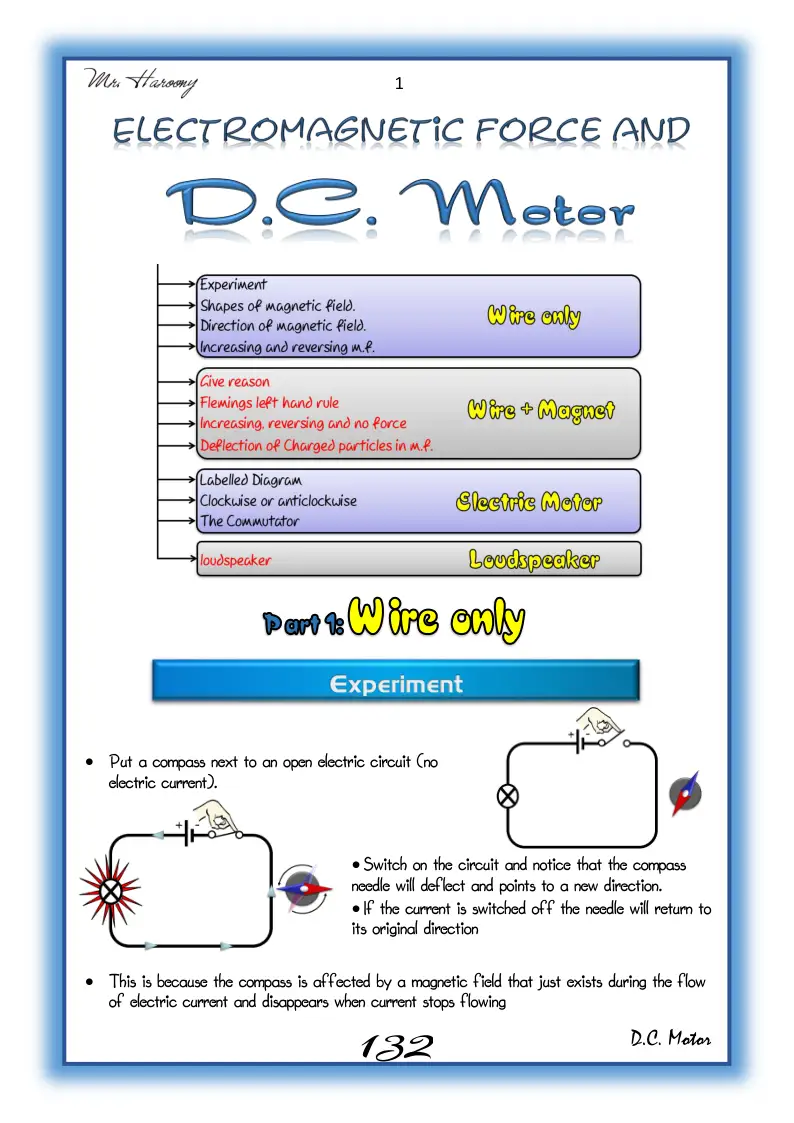 Mr. Haroony
1
ELECTROMAGNETIC FORCE AND
D.C. Motor
Experiment
Shapes of magnetic field.
Direction of magnetic field.
Increasing and reversing m.f.
Wire only
Give reason
Flemings left hand rule
Increasing, reversing and no force
Deflection of Charged particles in m.f.
Wire + Magnet
Labelled Diagram
Clockwise or anticlockwise
The Commutator
Electric Motor
loudspeaker
Loudspeaker
Part 1: Wire only
Experiment
• Put a compass next to an open electric circuit (no
electric current).
+ -
+ -
• Switch on the circuit and notice that the compass
needle will deflect and points to a new direction.
• If the current is switched off the needle will return to
its original direction
• This is because the compass is affected by a magnetic field that just exists during the flow
of electric current and disappears when current stops flowing
132
D.C. Motor